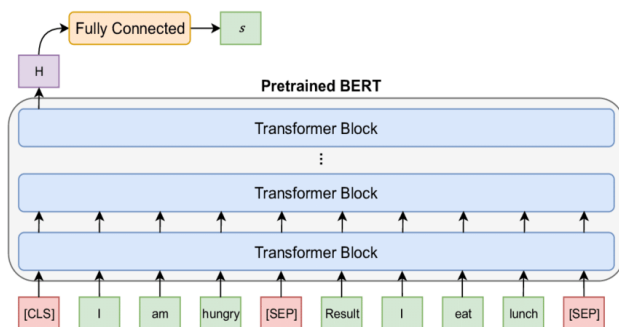 Fully Connected s
H
Pretrained BERT
Transformer Block
⋮
Transformer Block
Transformer Block
[CLS] I am hungry [SEP] Result I eat lunch [SEP]